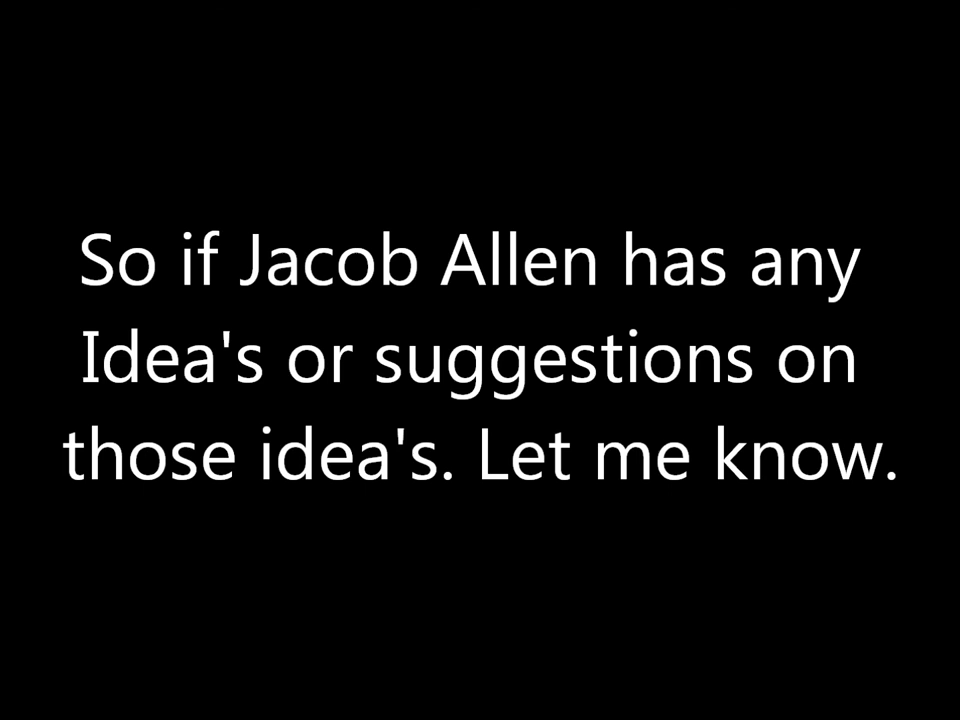 So if Jacob Allen has any
Idea's or suggestions on
those idea's. Let me know.